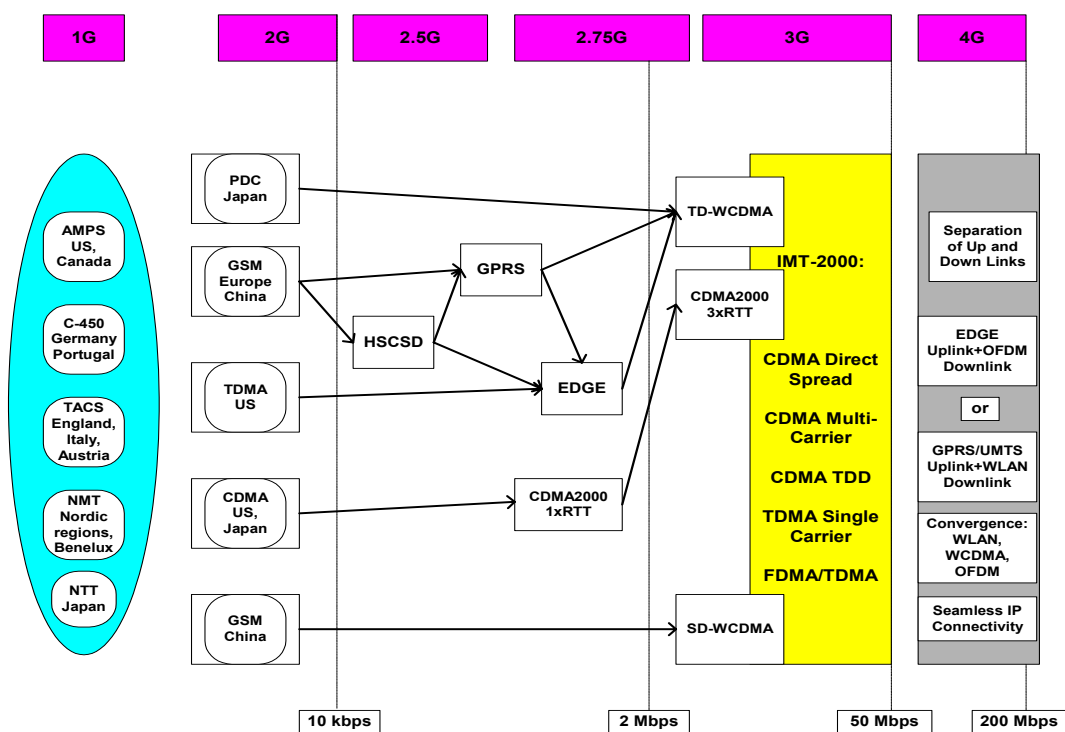 1G
2G
2.5G
2.75G
3G
4G
AMPS
US,
Canada
C-450
Germany
Portugal
TACS
England,
Italy,
Austria
NMT
Nordic
regions,
Benelux
NTT
Japan
PDC
Japan
GSM
Europe
China
TDMA
US
CDMA
US,
Japan
GSM
China
HSCSD
GPRS
EDGE
CDMA2000
1xRTT
TD-WCDMA
CDMA2000
3xRTT
SD-WCDMA
IMT-2000:
CDMA Direct
Spread
CDMA Multi-
Carrier
CDMA TDD
TDMA Single
Carrier
FDMA/TDMA
Separation
of Up and
Down Links
EDGE
Uplink+OFDM
Downlink
or
GPRS/UMTS
Uplink+WLAN
Downlink
Convergence:
WLAN,
WCDMA,
OFDM
Seamless IP
Connectivity
10 kbps
2 Mbps
50 Mbps
200 Mbps